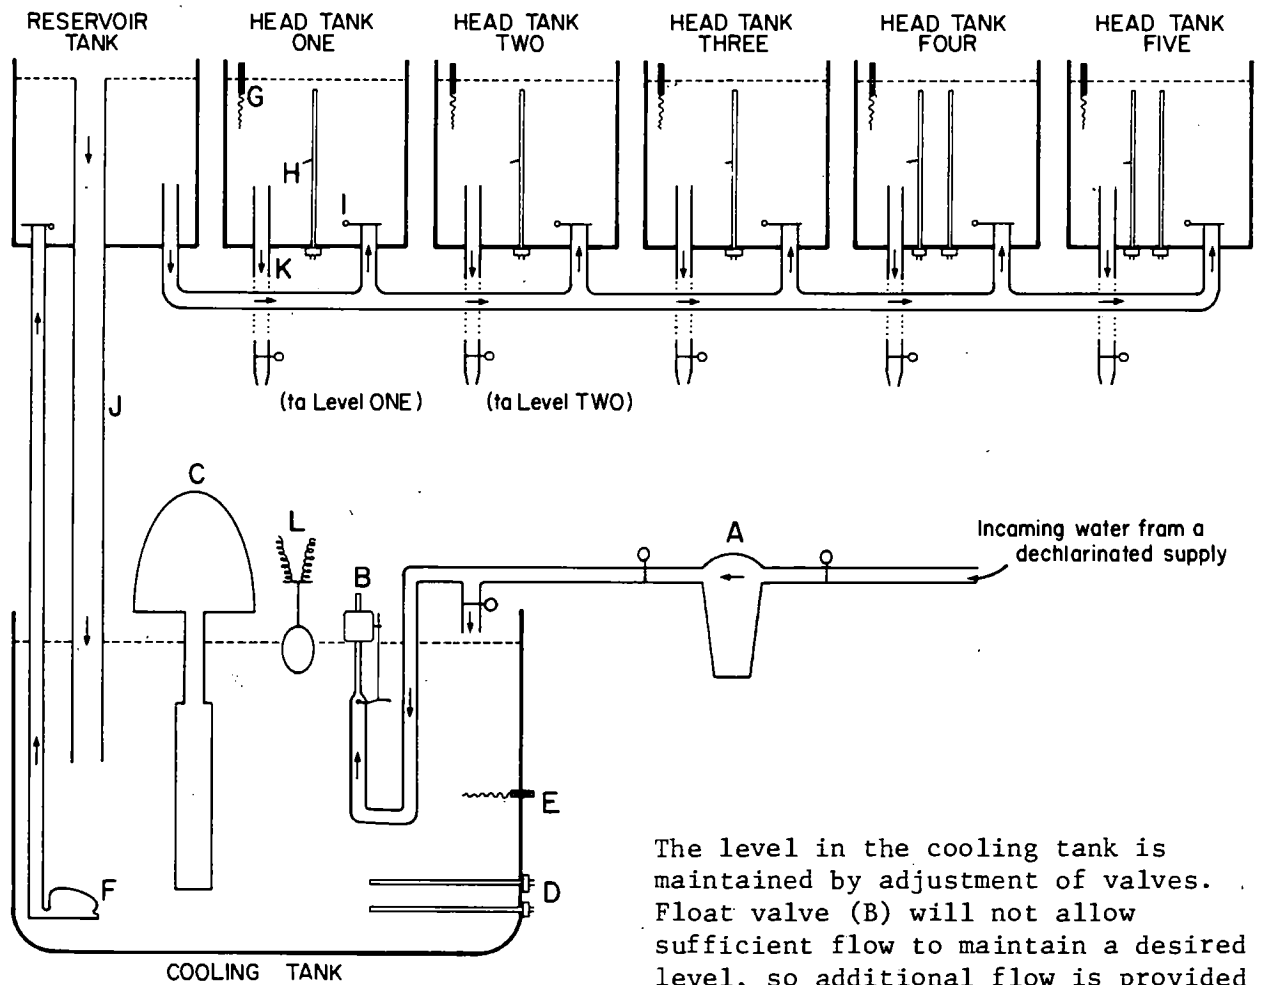 RESERVOIR TANK
HEAD TANK ONE
HEAD TANK TWO
HEAD TANK THREE
HEAD TANK FOUR
HEAD TANK FIVE
G
H
I
K
J
(ta Level ONE)
(ta Level TWO)
C
L
B
A
Incaming water fram a
dechlarinated supply
E
D
F
COOLING TANK
The level in the cooling tank is
maintained by adjustment of valves.
Float valve (B) will not allow
sufficient flow to maintain a desired
level, so additional flow is provided